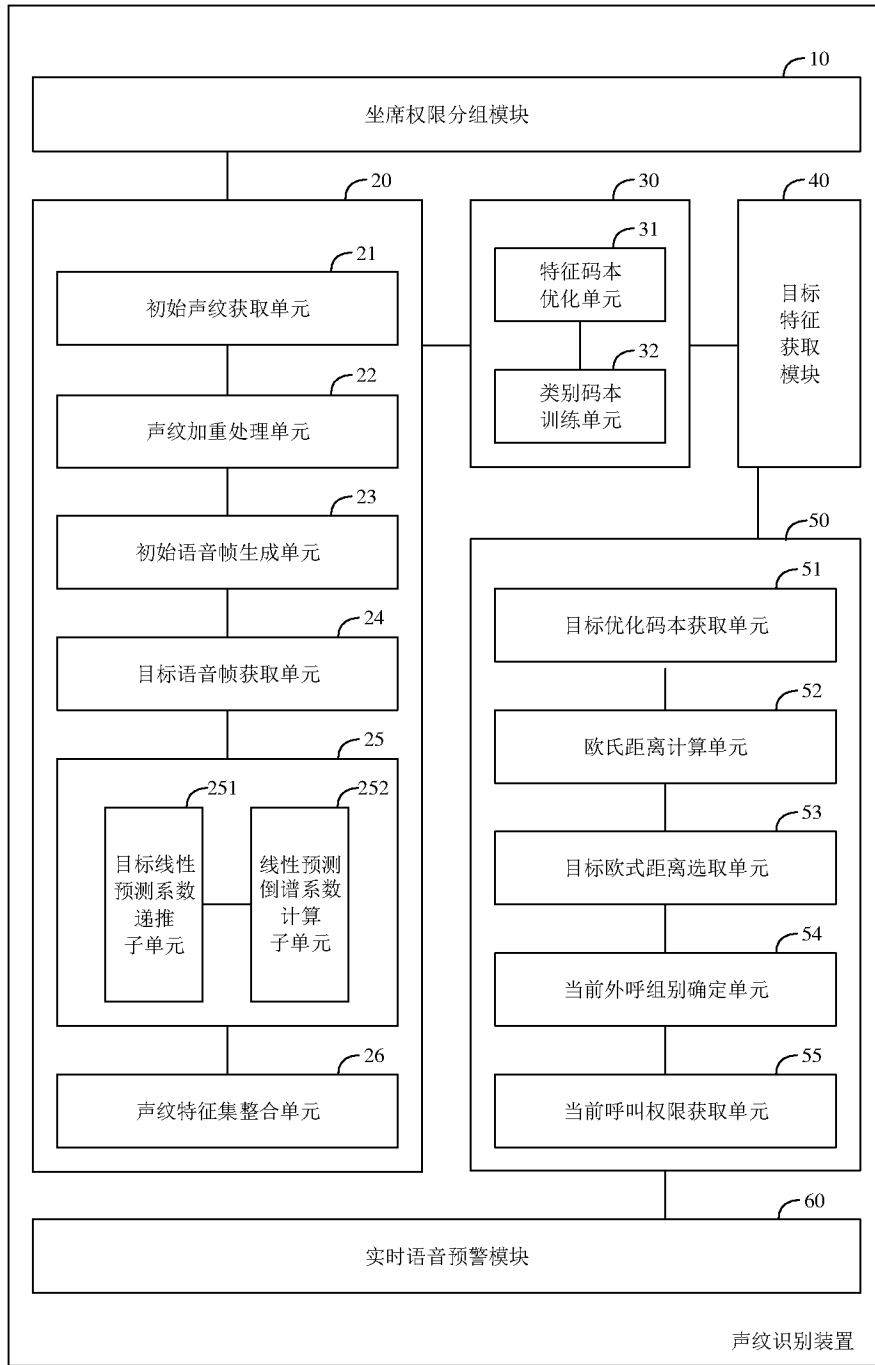 10
坐席权限分组模块
20
21
初始声纹获取单元
22
声纹加重处理单元
23
初始语音帧生成单元
24
目标语音帧获取单元
25
251
目标线性
预测系数
递推
子单元
252
线性预测
倒谱系数
计算
子单元
26
声纹特征集整合单元
30
31
特征码本
优化单元
32
类别码本
训练单元
40
目标
特征
获取
模块
50
51
目标优化码本获取单元
52
欧氏距离计算单元
53
目标欧式距离选取单元
54
当前外呼组别确定单元
55
当前呼叫权限获取单元
60
实时语音预警模块
声纹识别装置